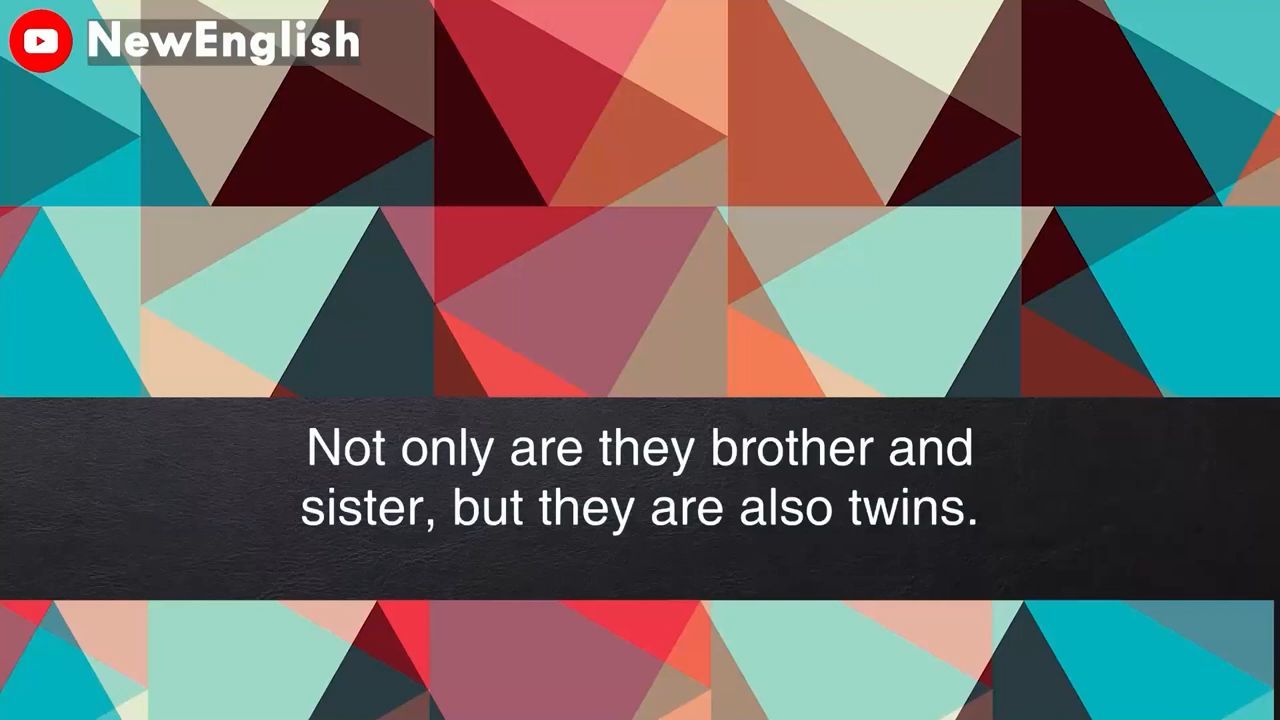 NewEnglish
Not only are they brother and
sister, but they are also twins.